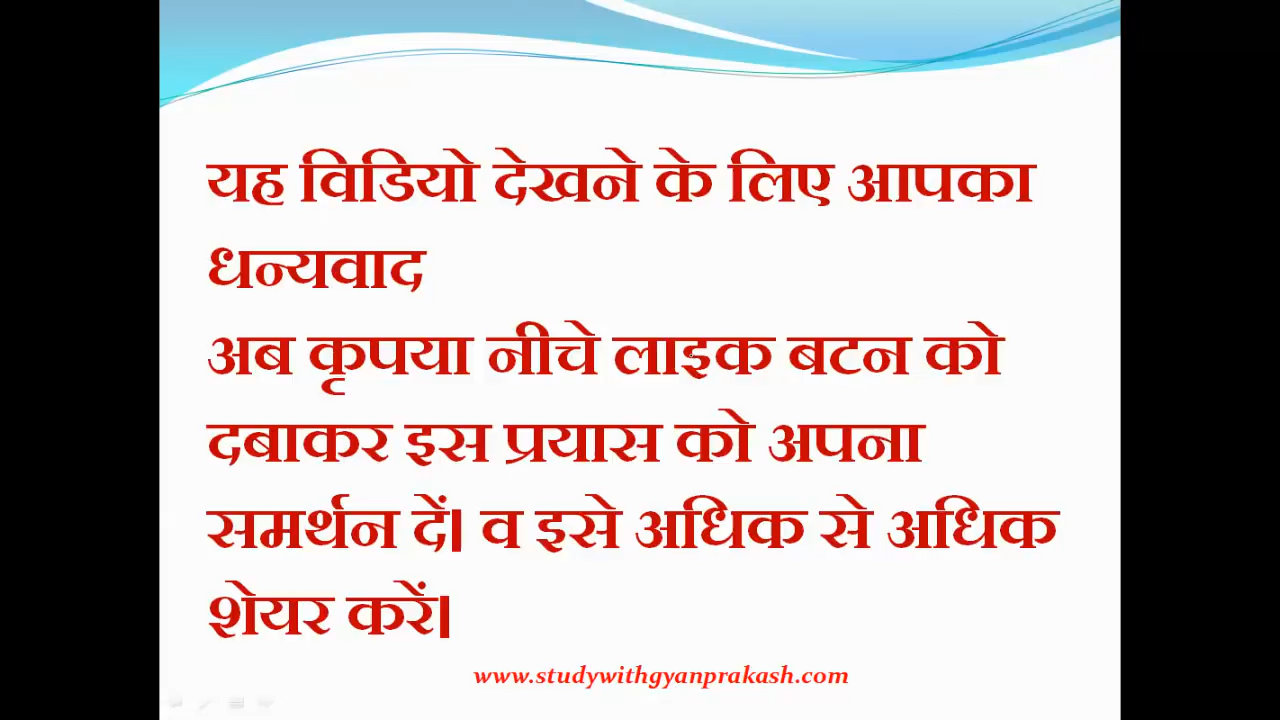 यह विडियो देखने के लिए आपका
धन्यवाद
अब कृपया नीचे लाइक बटन को
दबाकर इस प्रयास को अपना
समर्थन दें। व इसे अधिक से अधिक
शेयर करें।
www.studywithgyanprakash.com